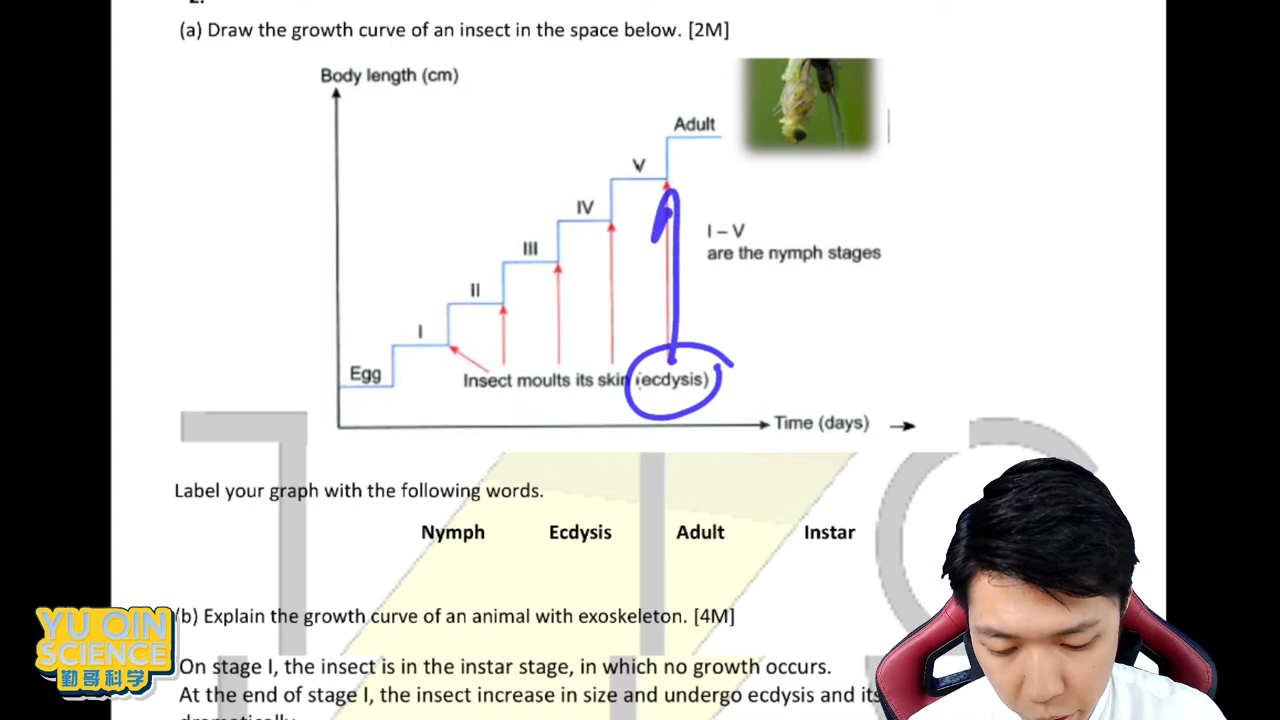 2.
(a) Draw the growth curve of an insect in the space below. [2M]
Body length (cm)
Adult
V
IV
I – V
III
are the nymph stages
II
I
Egg
Insect moults its skin (ecdysis)
Time (days)
Label your graph with the following words.
Nymph Ecdysis Adult Instar
(b) Explain the growth curve of an animal with exoskeleton. [4M]
YU QIN
SCIENCE
勤哥科学
On stage I, the insect is in the instar stage, in which no growth occurs.
At the end of stage I, the insect increase in size and undergo ecdysis and its
dramatically